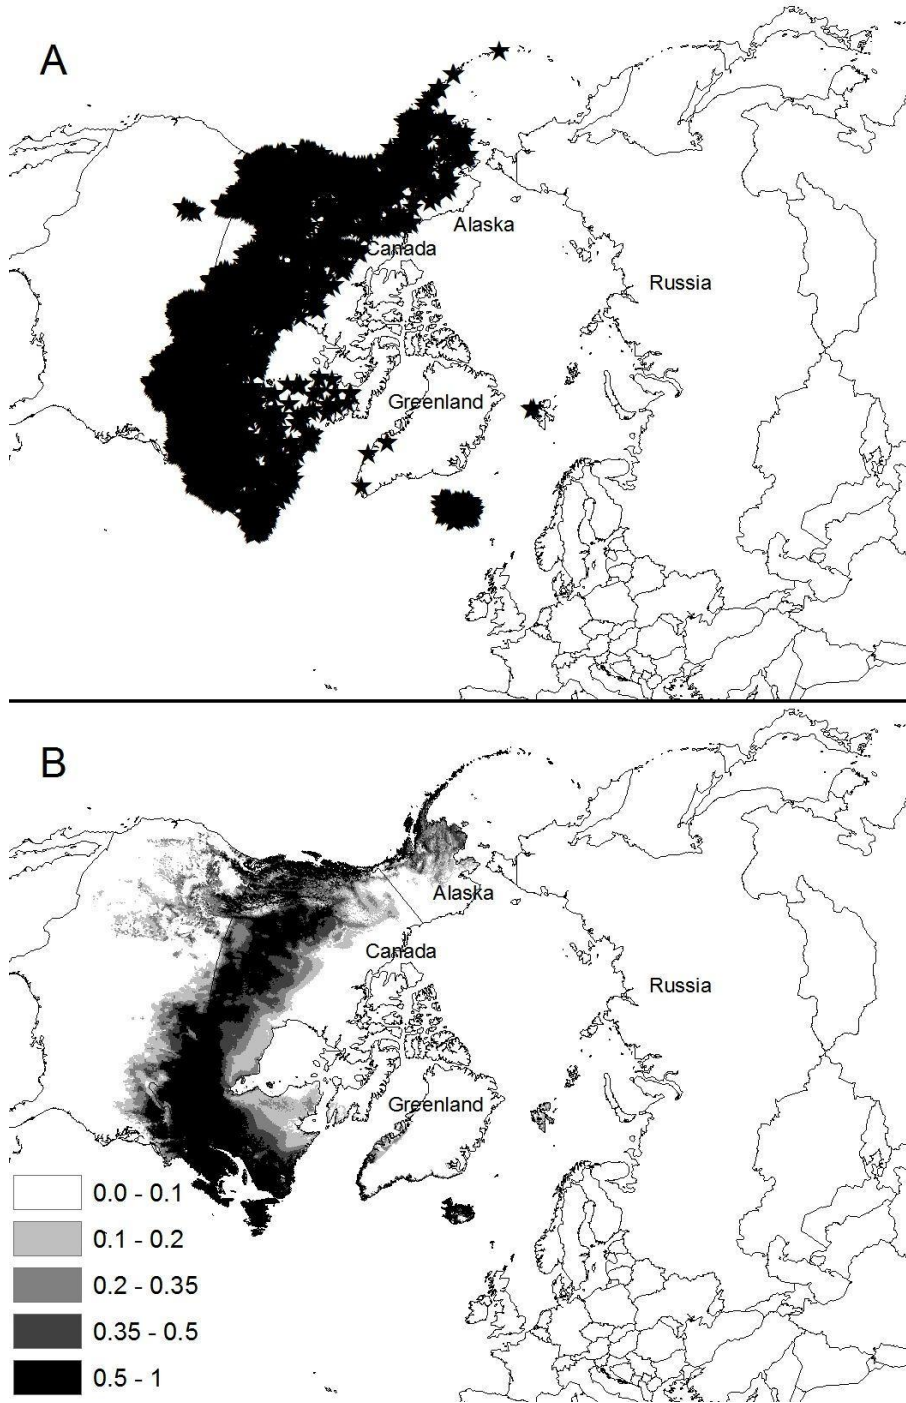 A
Alaska
Canada
Russia
Greenland
B
Alaska
Canada
Russia
Greenland
0.0 - 0.1
0.1 - 0.2
0.2 - 0.35
0.35 - 0.5
0.5 - 1